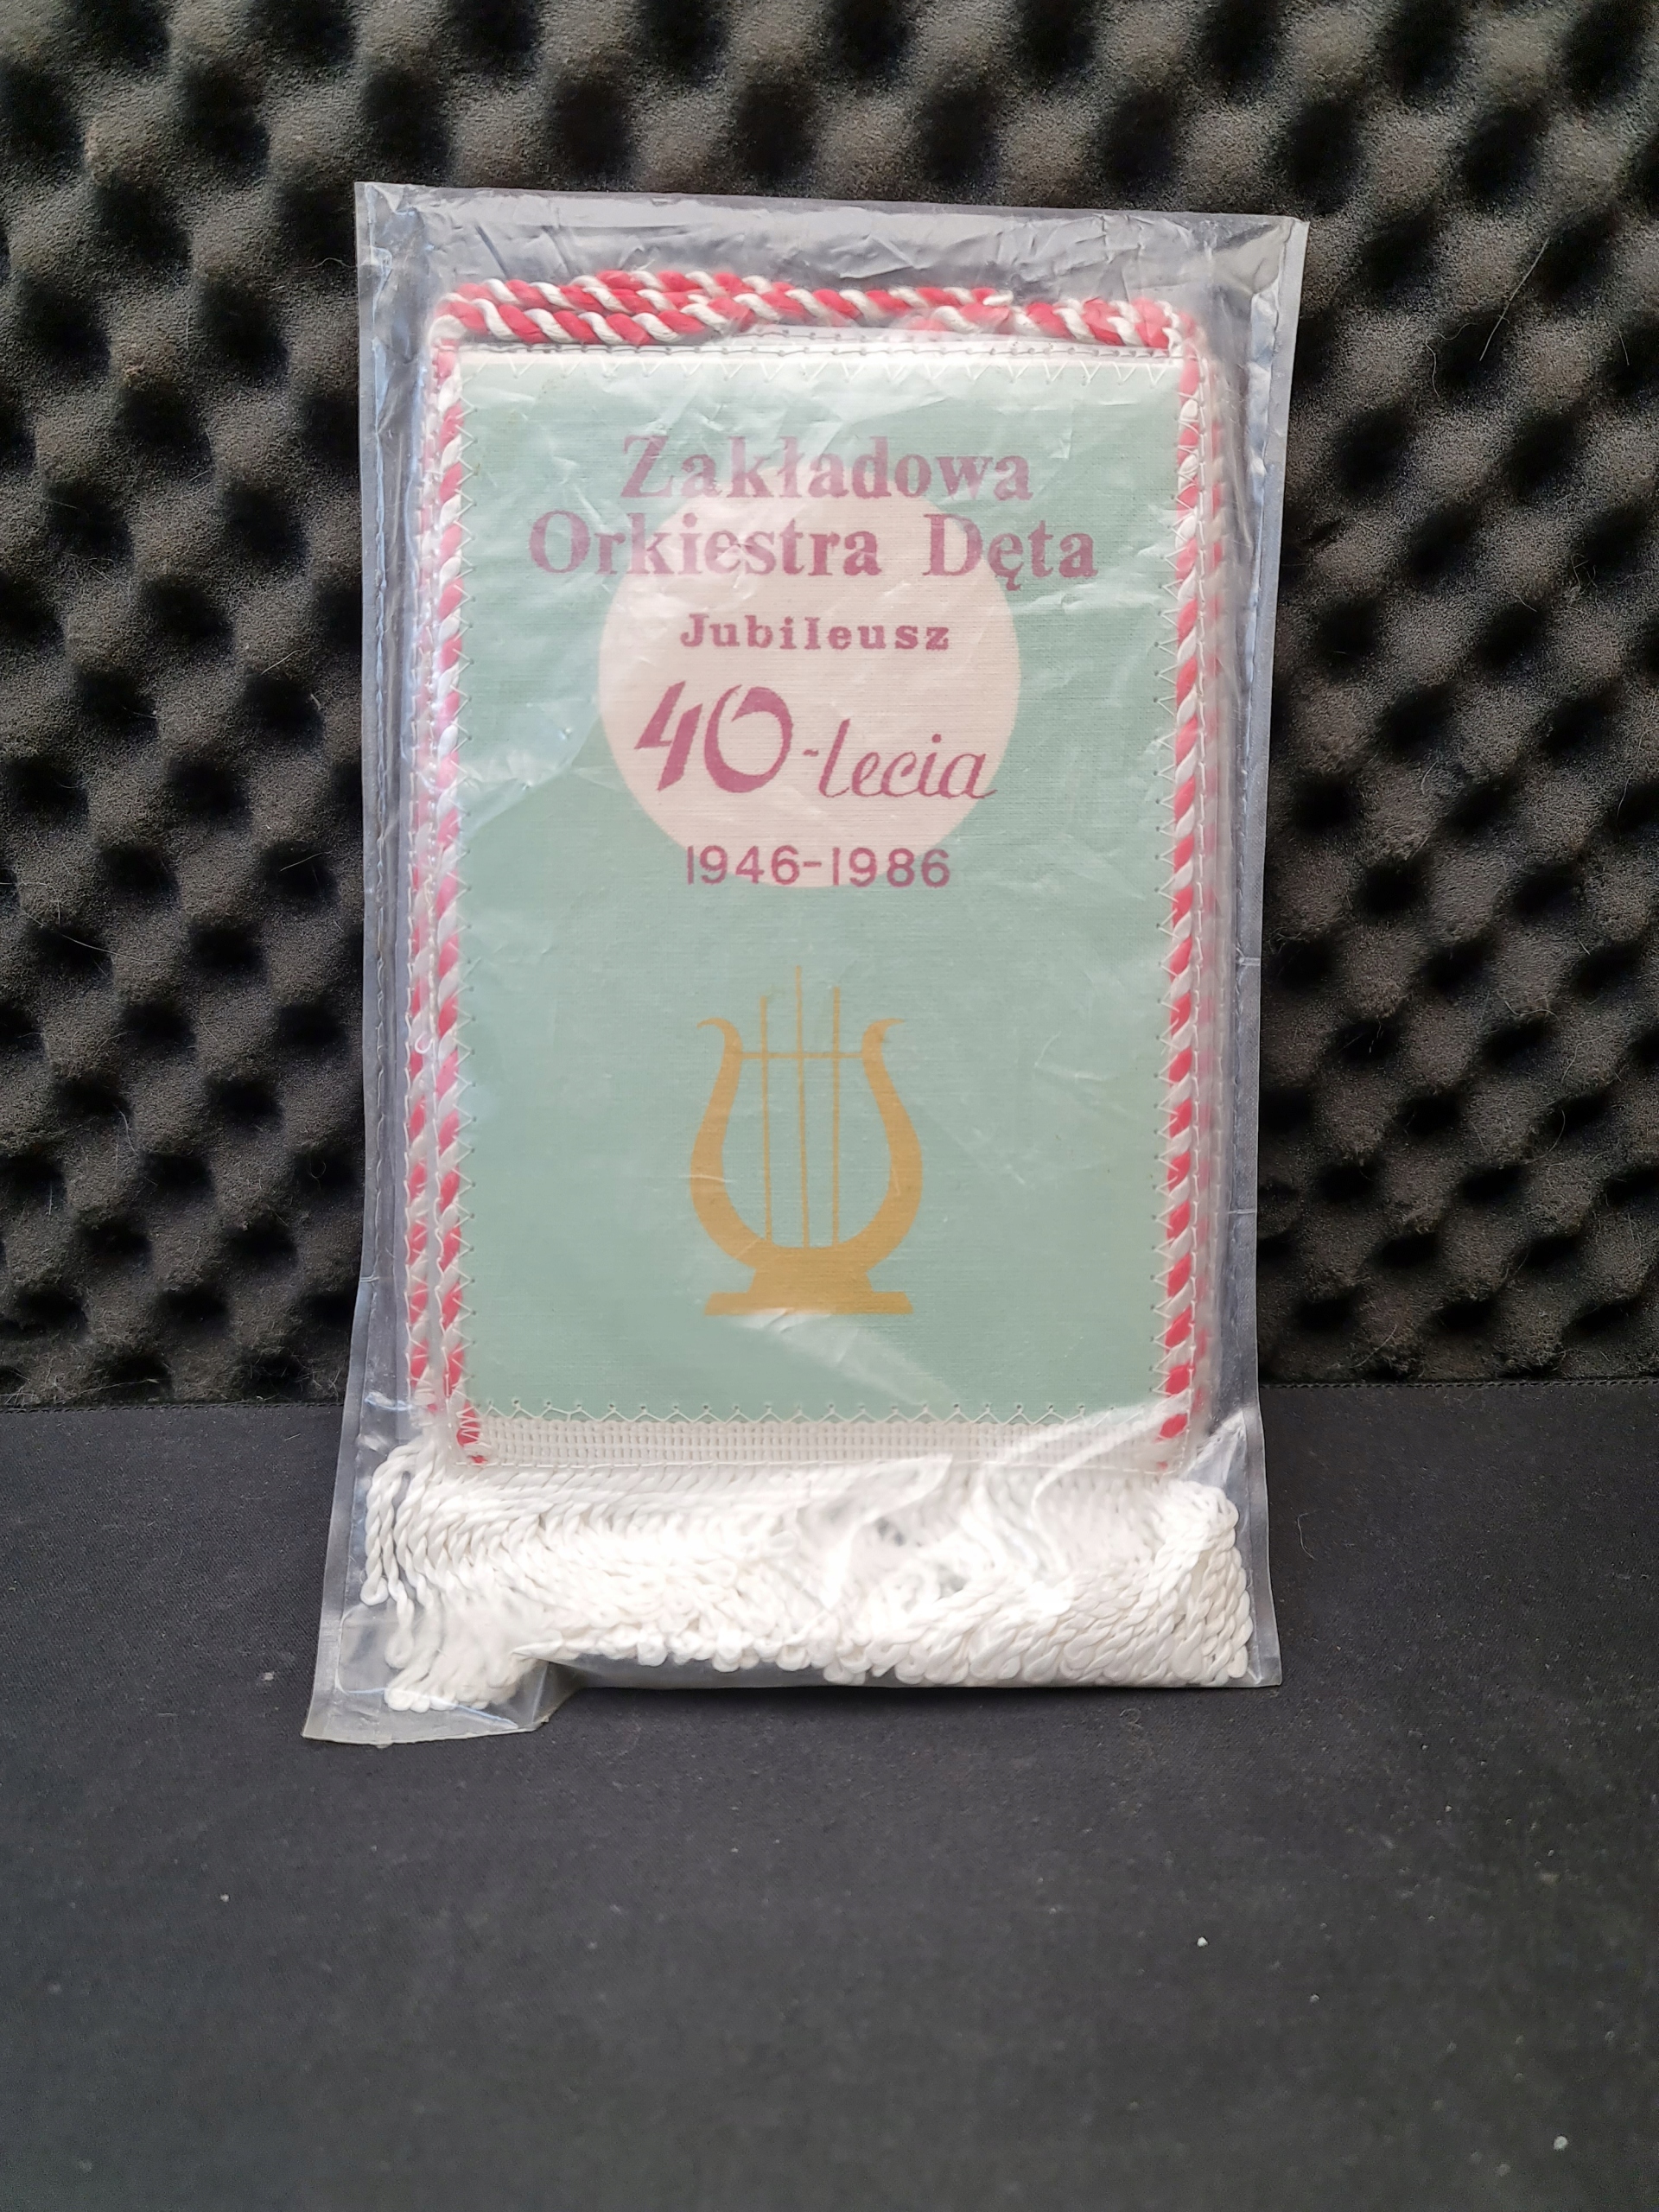 Zakładowa
Orkiestra Dęta
Jubileusz
40-lecia
1946-1986